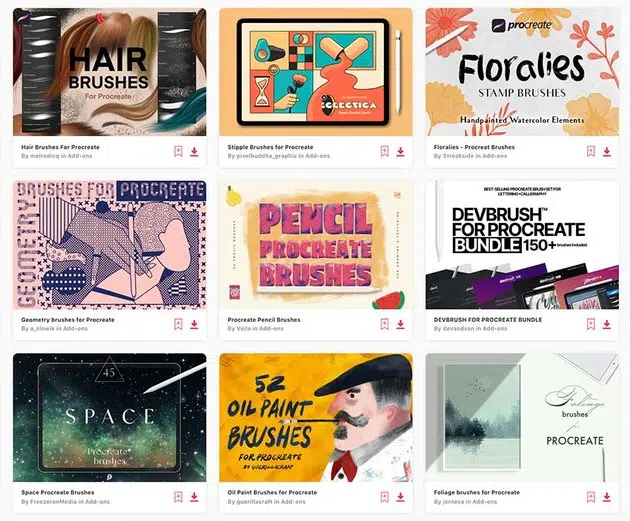 HAIR
BRUSHES
For Procreate
Hair Brushes For Procreate
By melrodicq in Add-ons
ECLECTICA
Stipple Brushes for Procreate
By pixelbuddha_graphic in Add-ons
procreate
Floralies
STAMP BRUSHES
Handpainted Watercolor Elements
Floralies - Procreat Brushes
By Streakside in Add-ons
BRUSHES FOR PROCREATE
GEOMETRY
Geometry brushes for Procreate
By a_slowik in Add-ons
PENCIL
PROCREATE
BRUSHES
Procreate Pencil Brushes
By Veila in Add-ons
BEST-SELLING PROCREATE BRUSH SET FOR
LETTERING+CALLIGRAPHY
DEVBRUSH™
FOR PROCREATE
BUNDLE 150+ brushes included.
DEVBRUSH FOR PROCREATE BUNDLE
By devandvan in Add-ons
45
SPACE
Procreate
brushes
Space Procreate Brushes
By FreezeronMedia in Add-ons
52
OIL PAINT
BRUSHES
FOR PROCREATE
BY GUERILLACRAFT
Oil Paint Brushes for Procreate
By guerillacraft in Add-ons
Foliage
brushes
for
PROCREATE
Foliage brushes for Procreate
By jenteva in Add-ons